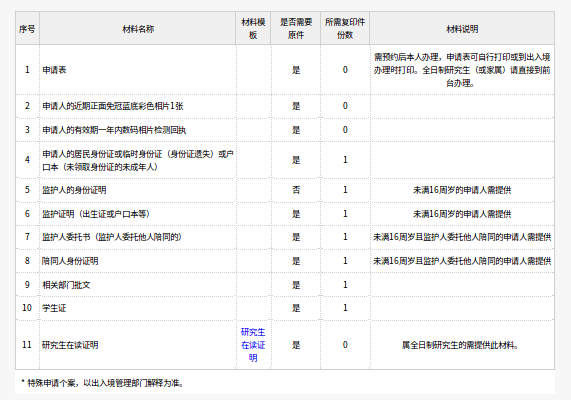 序号 材料名称 材料模板 是否需要原件 所需复印件份数 材料说明
1 申请表 是 0 需预约后本人办理，申请表可自行打印或到出入境
办理时打印。全日制研究生（或家属）请直接到前
台办理。
2 申请人的近期正面免冠蓝底彩色相片1张 是 0
3 申请人的有效期一年内数码相片检测回执 是 0
4 申请人的居民身份证或临时身份证（身份证遗失）或户
口本（未领取身份证的未成年人） 是 1
5 监护人的身份证明 否 1 未满16周岁的申请人需提供
6 监护证明（出生证或户口本等） 是 1 未满16周岁的申请人需提供
7 监护人委托书（监护人委托他人陪同的） 是 1 未满16周岁且监护人委托他人陪同的申请人需提供
8 陪同人身份证明 是 1 未满16周岁且监护人委托他人陪同的申请人需提供
9 相关部门批文 是 1
10 学生证 是 1
11 研究生在读证明 研究生
在读证
明 是 0 属全日制研究生的需提供此材料。
* 特殊申请个案，以出入境管理部门解释为准。